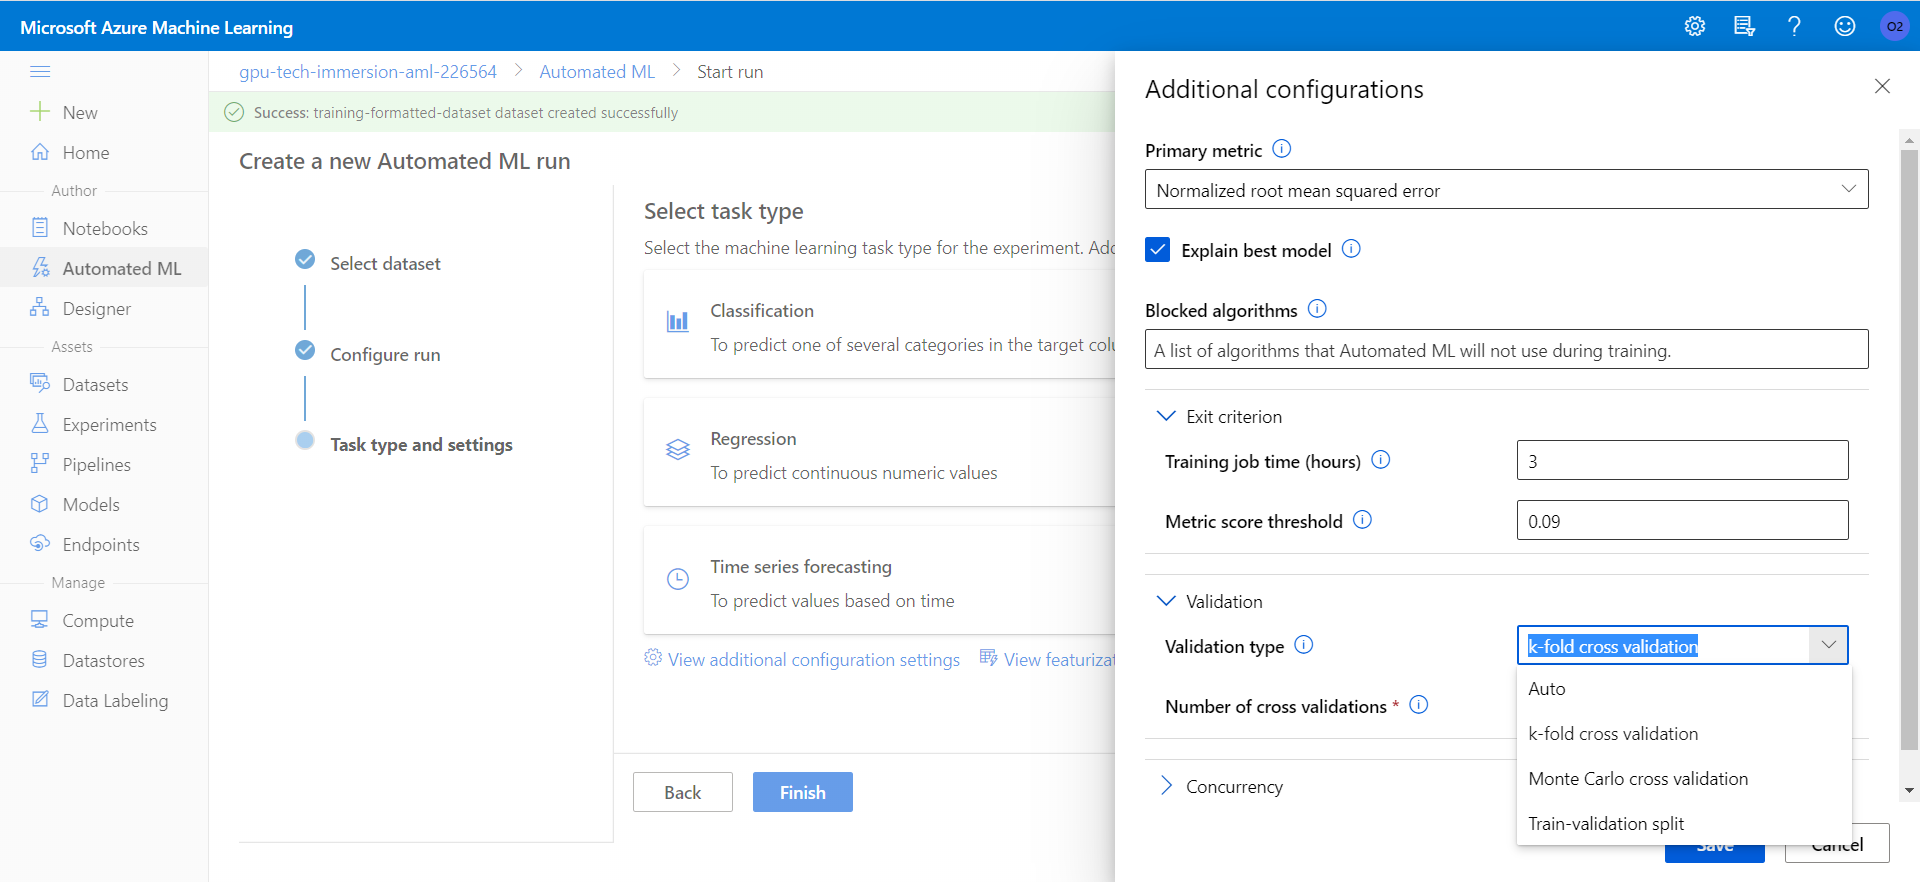 Microsoft Azure Machine Learning
O2
New
Home
Author
Notebooks
Automated ML
Designer
Assets
Datasets
Experiments
Pipelines
Models
Endpoints
Manage
Compute
Datastores
Data Labeling
gpu-tech-immersion-aml-226564 > Automated ML > Start run
Success: training-formatted-dataset dataset created successfully
Create a new Automated ML run
Select dataset
Configure run
Task type and settings
Select task type
Select the machine learning task type for the experiment. Add
Classification
To predict one of several categories in the target colu
Regression
To predict continuous numeric values
Time series forecasting
To predict values based on time
View additional configuration settings View featurizat
Back Finish
Additional configurations
Primary metric
Normalized root mean squared error
Explain best model
Blocked algorithms
A list of algorithms that Automated ML will not use during training.
Exit criterion
Training job time (hours) 3
Metric score threshold 0.09
Validation
Validation type k-fold cross validation
Auto
Number of cross validations *
k-fold cross validation
Monte Carlo cross validation
Concurrency
Train-validation split
Save Cancel